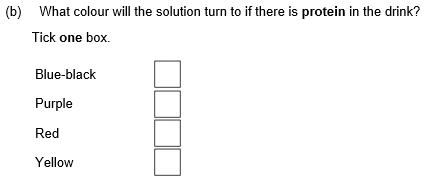 (b) What colour will the solution turn to if there is protein in the drink?
Tick one box.
Blue-black
Purple
Red
Yellow